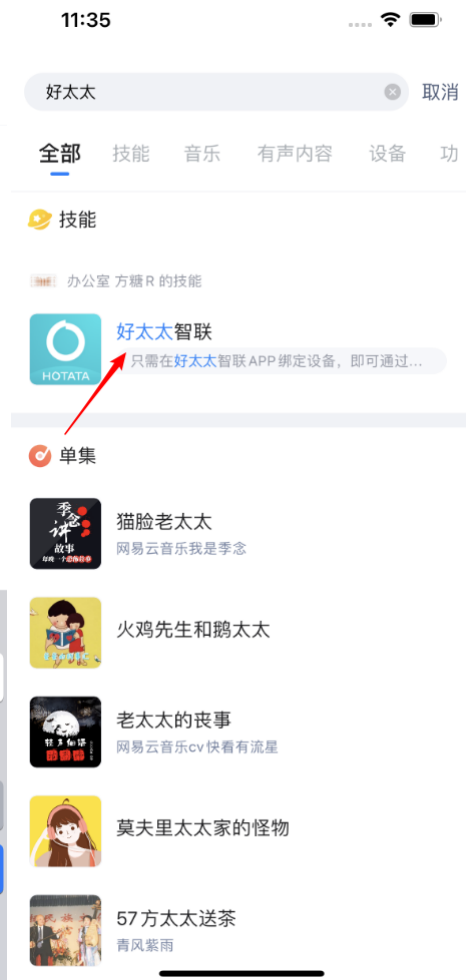 11:35
好太太
取消
全部 技能 音乐 有声内容 设备 功
技能
办公室 方糖R 的技能
好太太智联
只需在好太太智联APP绑定设备，即可通过...
HOTATA
单集
季念
讲
故事
猫脸老太太
网易云音乐我是季念
火鸡先生和鹅太太
老太太的丧事
网易云音乐cv快看有流星
莫夫里太太家的怪物
57方太太送茶
青风紫雨